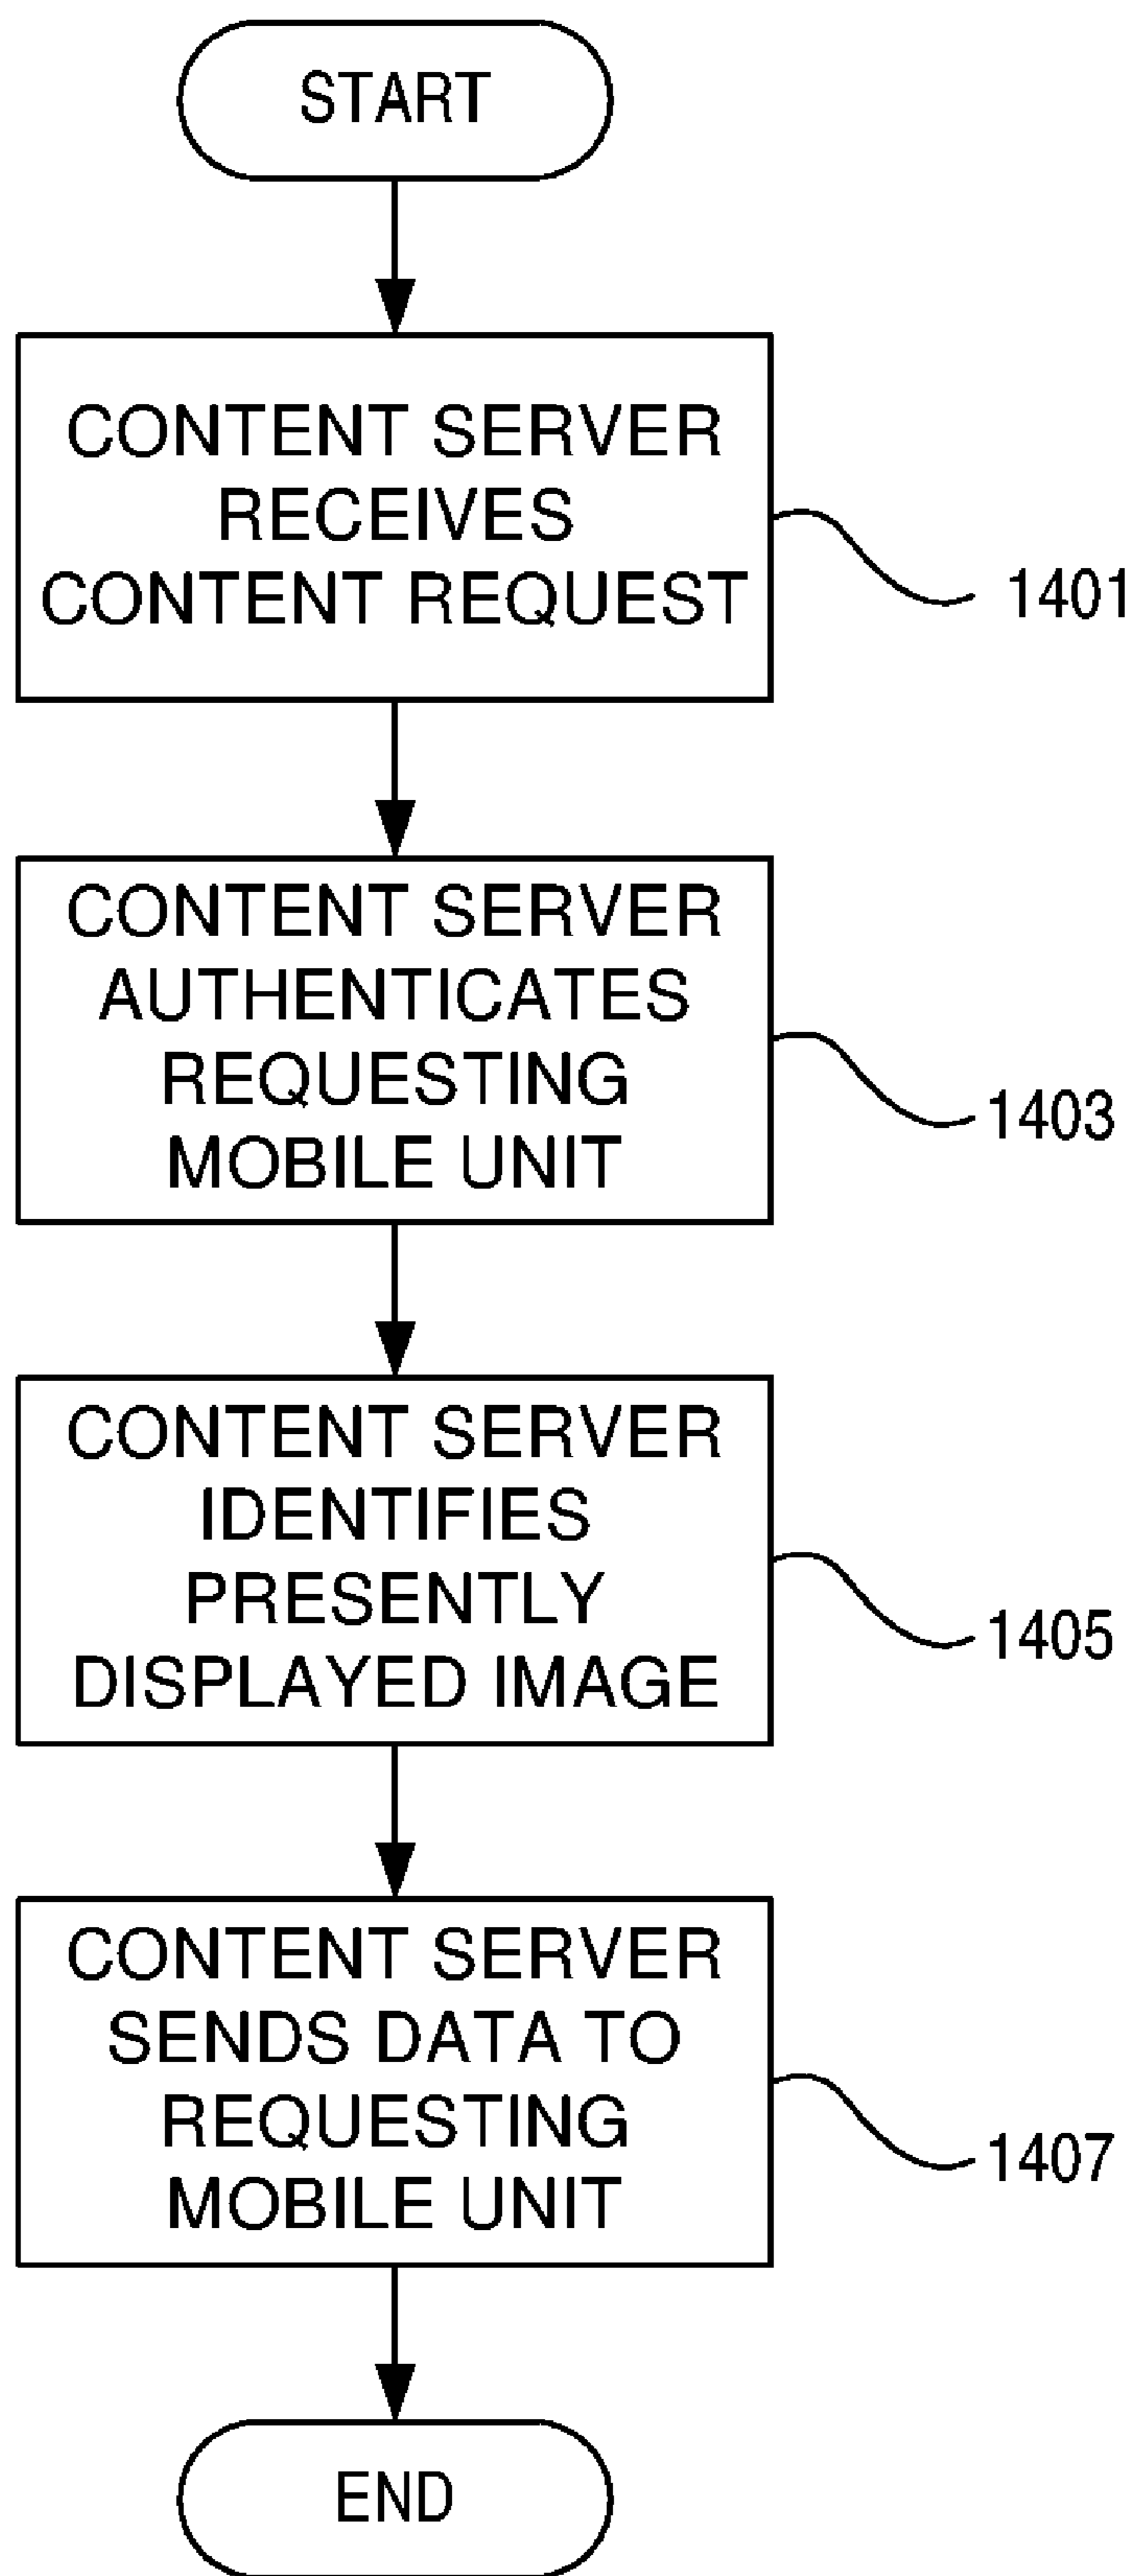 START
CONTENT SERVER
RECEIVES
CONTENT REQUEST
1401
CONTENT SERVER
AUTHENTICATES
REQUESTING
MOBILE UNIT
1403
CONTENT SERVER
IDENTIFIES
PRESENTLY
DISPLAYED IMAGE
1405
CONTENT SERVER
SENDS DATA TO
REQUESTING
MOBILE UNIT
1407
END